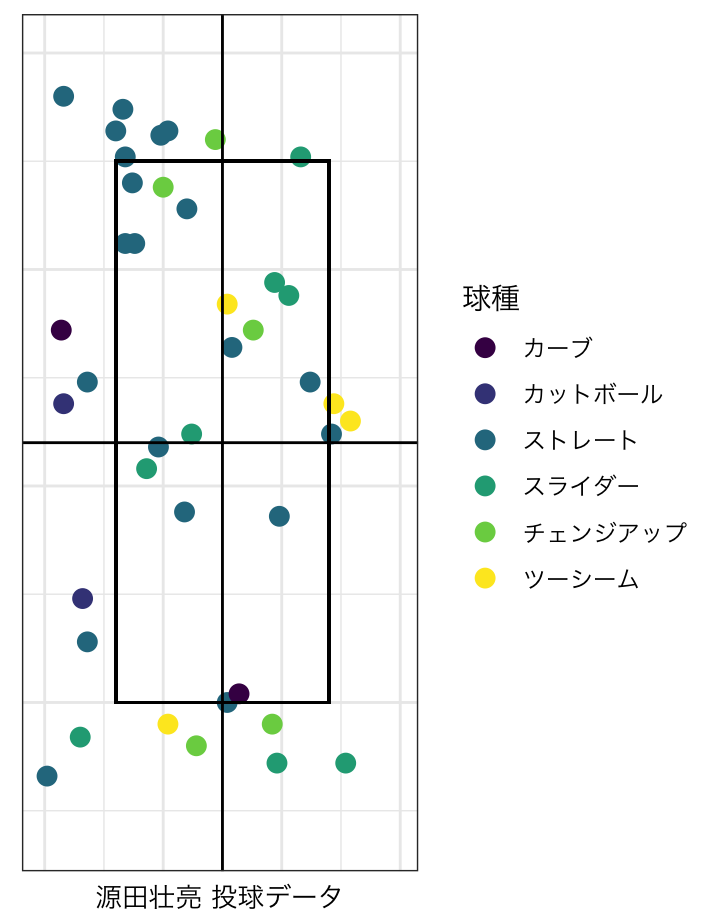 球種
カーブ
カットボール
ストレート
スライダー
チェンジアップ
ツーシーム
源田壮亮 投球データ